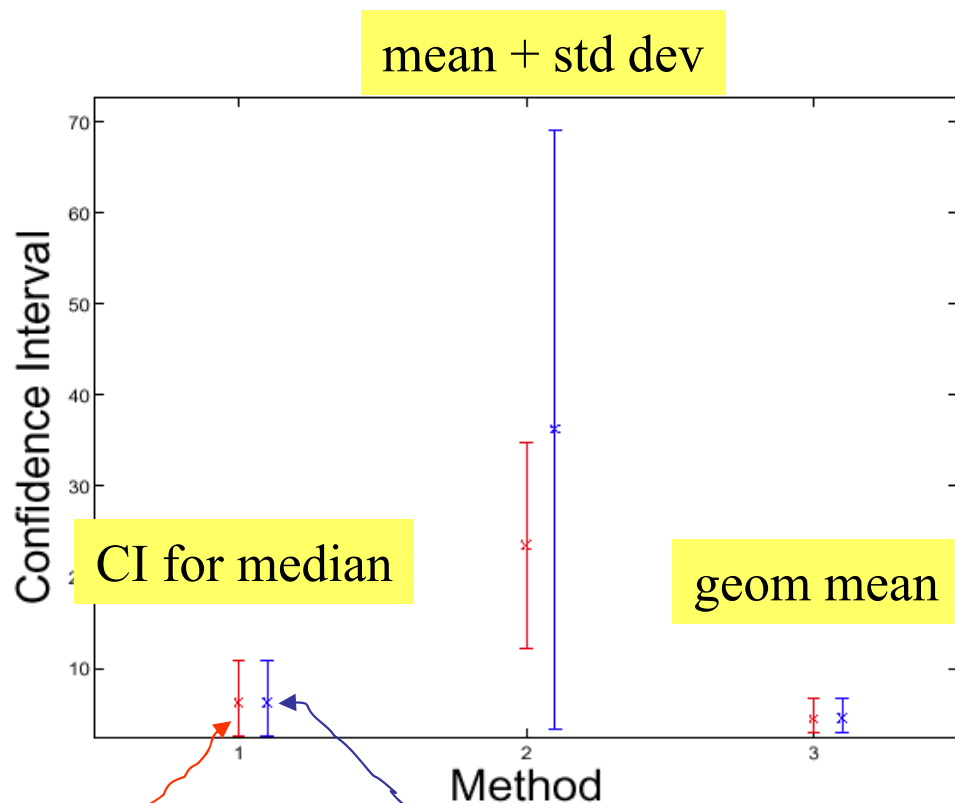 mean + std dev
70
60
50
40
30
10
Confidence Interval
CI for median
geom mean
1
2
3
Method